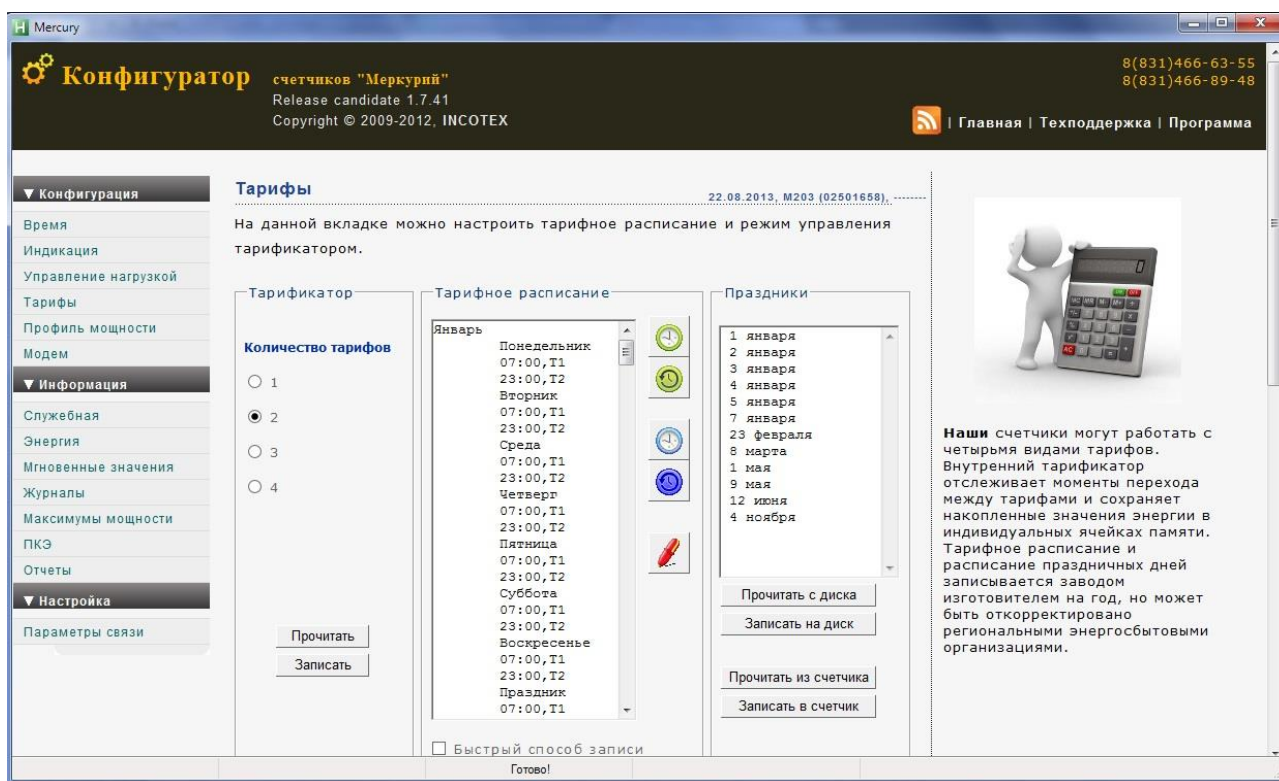 Mercury
Конфигуратор
счетчиков "Меркурий"
Release candidate 1.7.41
Copyright © 2009-2012, INCOTEX
8(831)466-63-55
8(831)466-89-48
| Главная | Техподдержка | Программа
▼ Конфигурация
Время
Индикация
Управление нагрузкой
Тарифы
Профиль мощности
Модем
▼ Информация
Служебная
Энергия
Мгновенные значения
Журналы
Максимумы мощности
ПКЭ
Отчеты
▼ Настройка
Параметры связи
Тарифы
22.08.2013, М203 (02501658), -------
На данной вкладке можно настроить тарифное расписание и режим управления
тарификатором.
Тарификатор
Количество тарифов
1
2
3
4
Прочитать
Записать
Тарифное расписание
Январь
Понедельник
07:00,T1
23:00,T2
Вторник
07:00,T1
23:00,T2
Среда
07:00,T1
23:00,T2
Четверг
07:00,T1
23:00,T2
Пятница
07:00,T1
23:00,T2
Суббота
07:00,T1
23:00,T2
Воскресенье
07:00,T1
23:00,T2
Праздник
07:00,T1
Быстрый способ записи
Праздники
1 января
2 января
3 января
4 января
5 января
7 января
23 февраля
8 марта
1 мая
9 мая
12 июня
4 ноября
Прочитать с диска
Записать на диск
Прочитать из счетчика
Записать в счетчик
Наши счетчики могут работать с
четырьмя видами тарифов.
Внутренний тарификатор
отслеживает моменты перехода
между тарифами и сохраняет
накопленные значения энергии в
индивидуальных ячейках памяти.
Тарифное расписание и
расписание праздничных дней
записывается заводом
изготовителем на год, но может
быть откорректировано
региональными энергосбытовыми
организациями.
Готово!